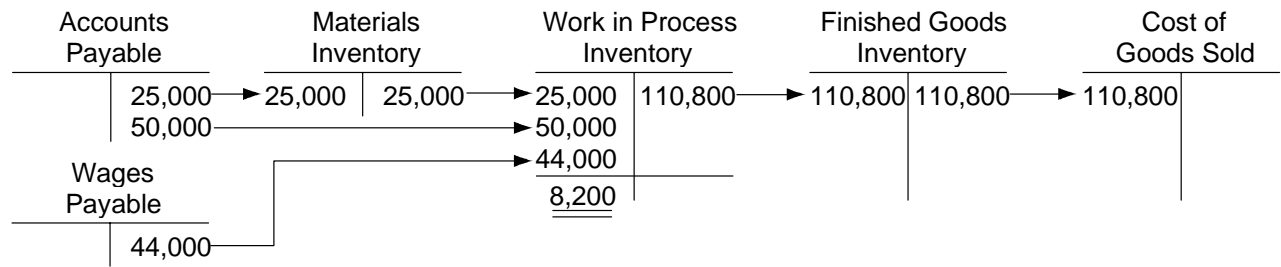 Accounts Payable
Materials Inventory
Work in Process Inventory
Finished Goods Inventory
Cost of Goods Sold
25,000 25,000 25,000 25,000 110,800 110,800 110,800 110,800
50,000 50,000
44,000
Wages Payable
8,200
44,000